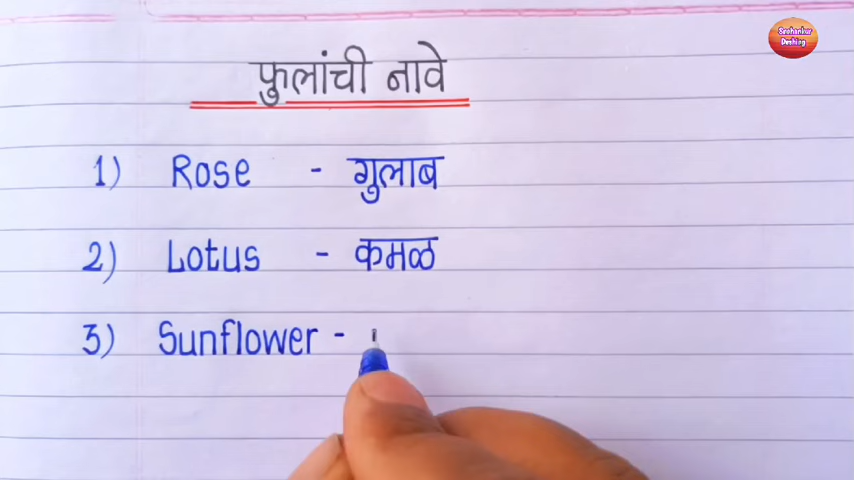 फुलांची नावे
1) Rose - गुलाब
2) Lotus - कमळ
3) Sunflower -